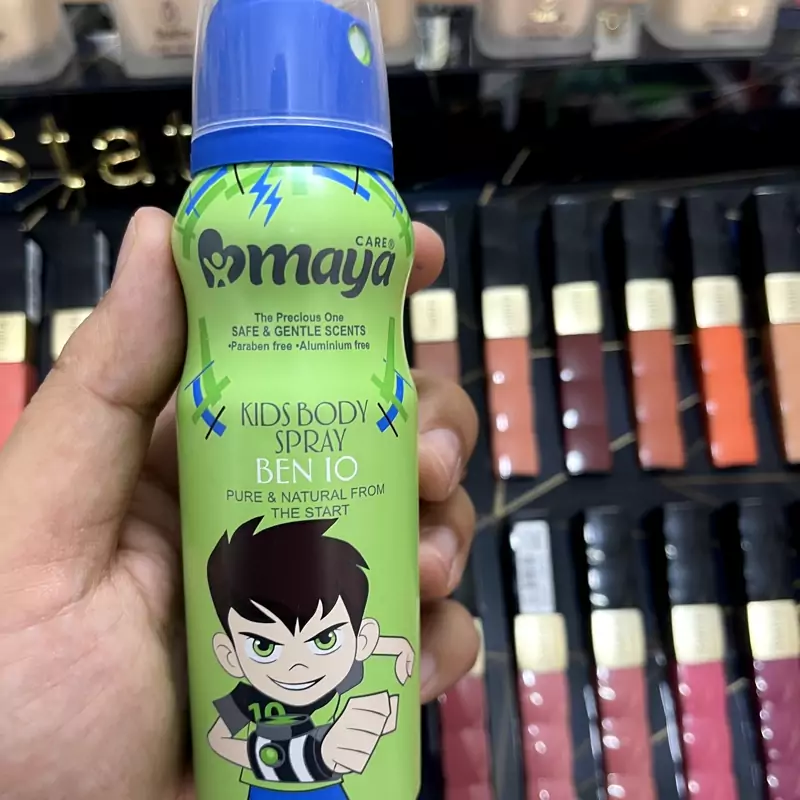 Stat
CARE®
maya
The Precious One
SAFE & GENTLE SCENTS
•Paraben free •Aluminium free
KIDS BODY
SPRAY
BEN 10
PURE & NATURAL FROM
THE START
10